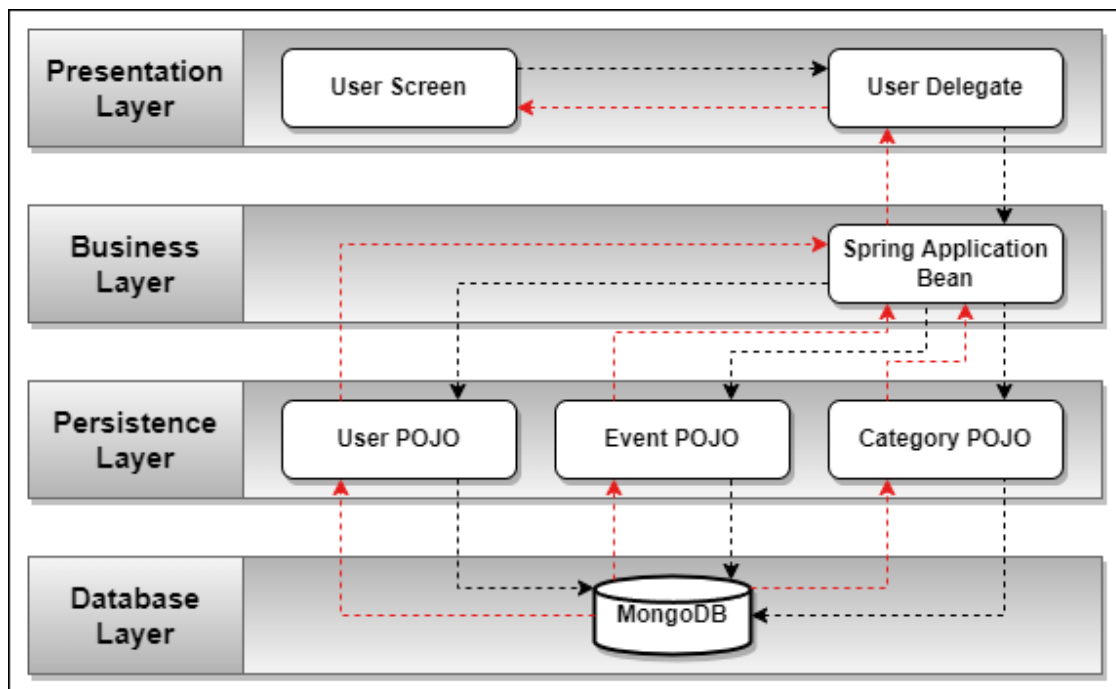 Presentation
Layer
User Screen
User Delegate
Business
Layer
Spring Application
Bean
Persistence
Layer
User POJO
Event POJO
Category POJO
Database
Layer
MongoDB